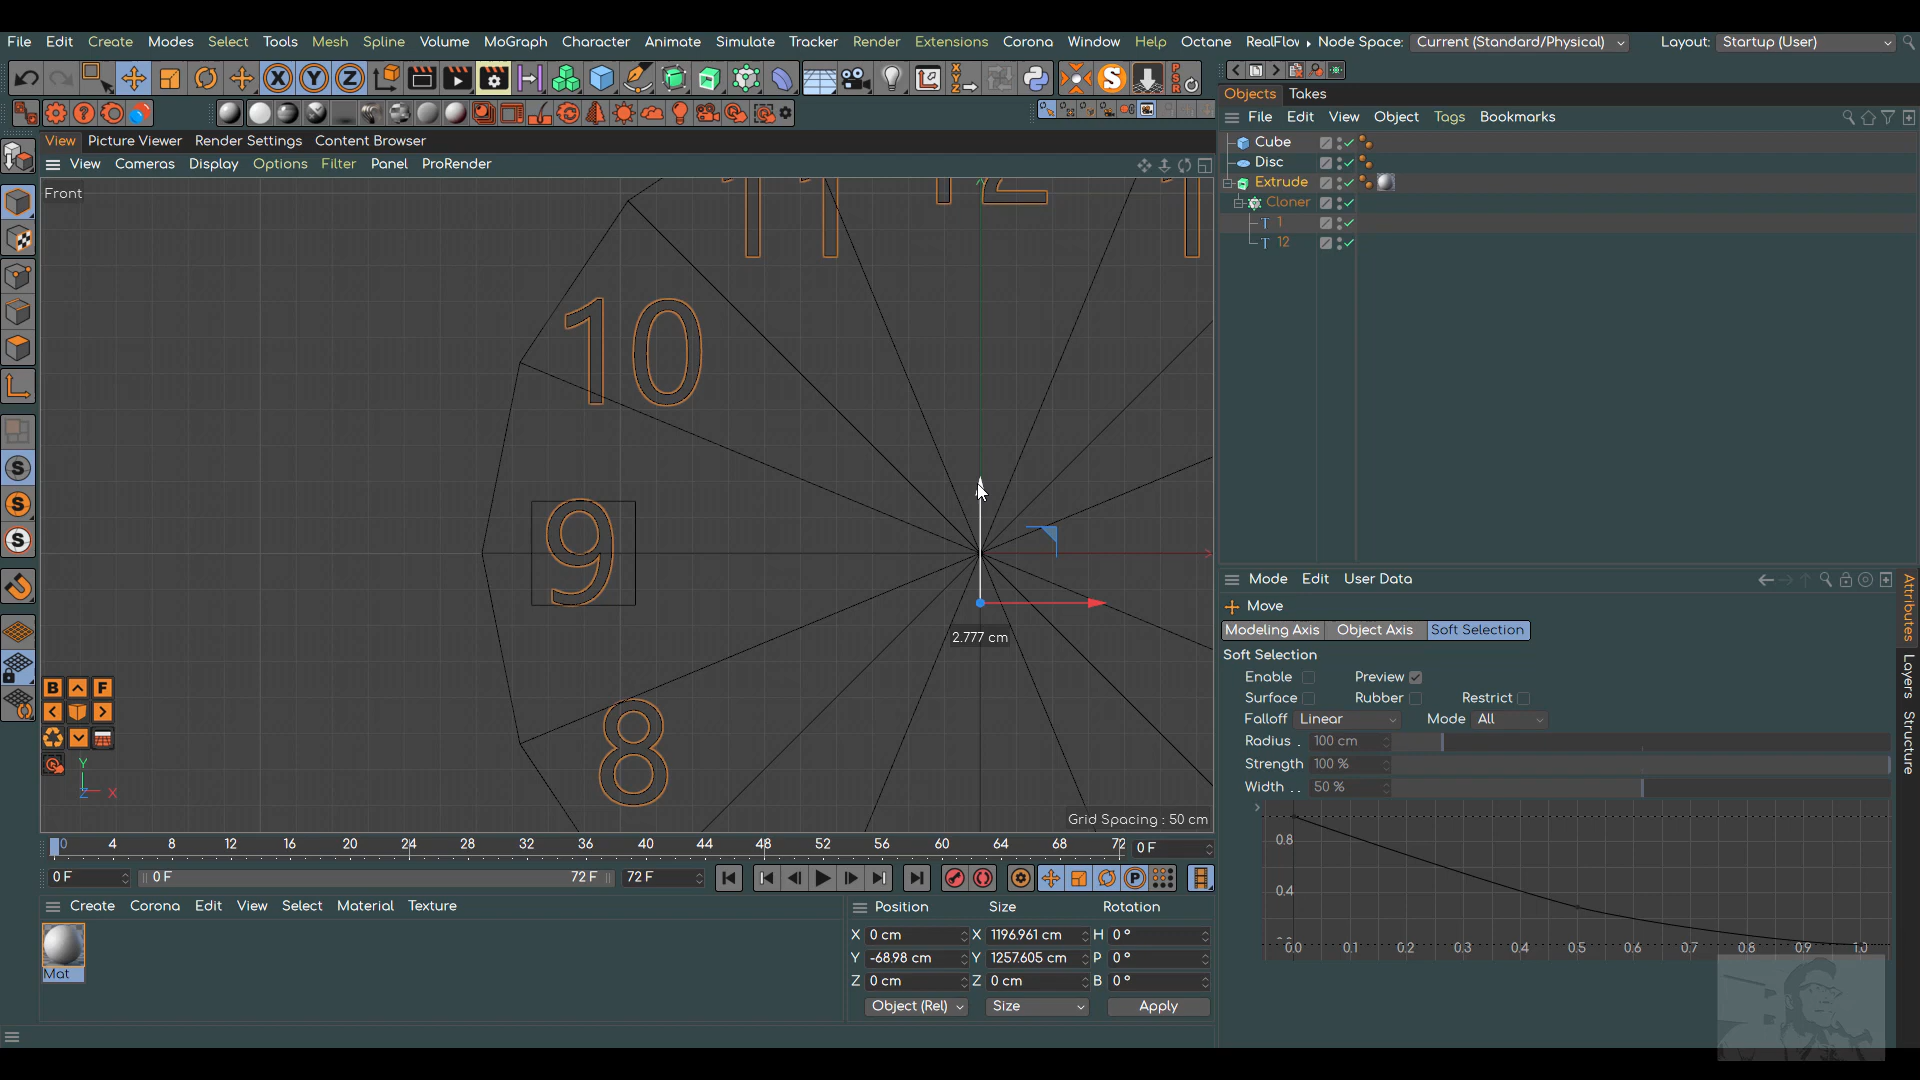 File Edit Create Modes Select Tools Mesh Spline Volume MoGraph Character Animate Simulate Tracker Render Extensions Corona Window Help Octane RealFlow Node Space: Current (Standard/Physical) Layout: Startup (User)
X Y Z S
Objects Takes
File Edit View Object Tags Bookmarks
View Picture Viewer Render Settings Content Browser
View Cameras Display Options Filter Panel ProRender
Front
Cube
Disc
Extrude
Cloner
1
12
11 12 1
10
9
8
2.777 cm
Grid Spacing : 50 cm
S
S
S
B F
Y
Z X
Mode Edit User Data
Move
Modeling Axis Object Axis Soft Selection
Soft Selection
Enable Preview
Surface Rubber Restrict
Falloff Linear Mode All
Radius . 100 cm
Strength 100 %
Width . . 50 %
0.8
0.4
0.0 0.1 0.2 0.3 0.4 0.5 0.6 0.7 0.8 0.9 1.0
Attributes
Layers
Structure
0 4 8 12 16 20 24 28 32 36 40 44 48 52 56 60 64 68 72 0 F
0 F 0 F 72 F 72 F P
Create Corona Edit View Select Material Texture
Mat
Position Size Rotation
X 0 cm X 1196.961 cm H 0 °
Y -68.98 cm Y 1257.605 cm P 0 °
Z 0 cm Z 0 cm B 0 °
Object (Rel) Size Apply